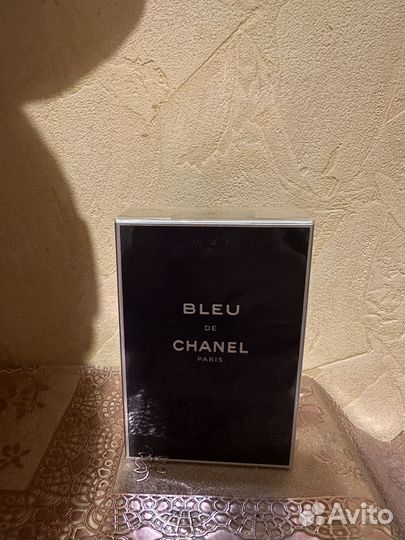 BLEU
DE
CHANEL
PARIS
Avito